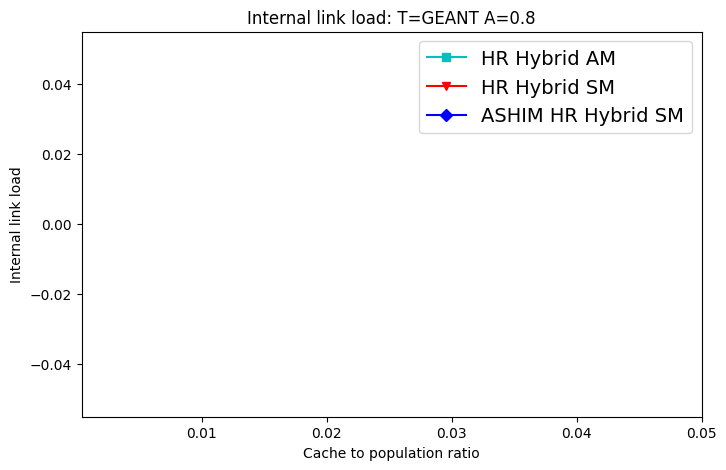 Internal link load: T=GEANT A=0.8
HR Hybrid AM
HR Hybrid SM
ASHIM HR Hybrid SM
Internal link load
0.04
0.02
0.00
−0.02
−0.04
0.01 0.02 0.03 0.04 0.05
Cache to population ratio